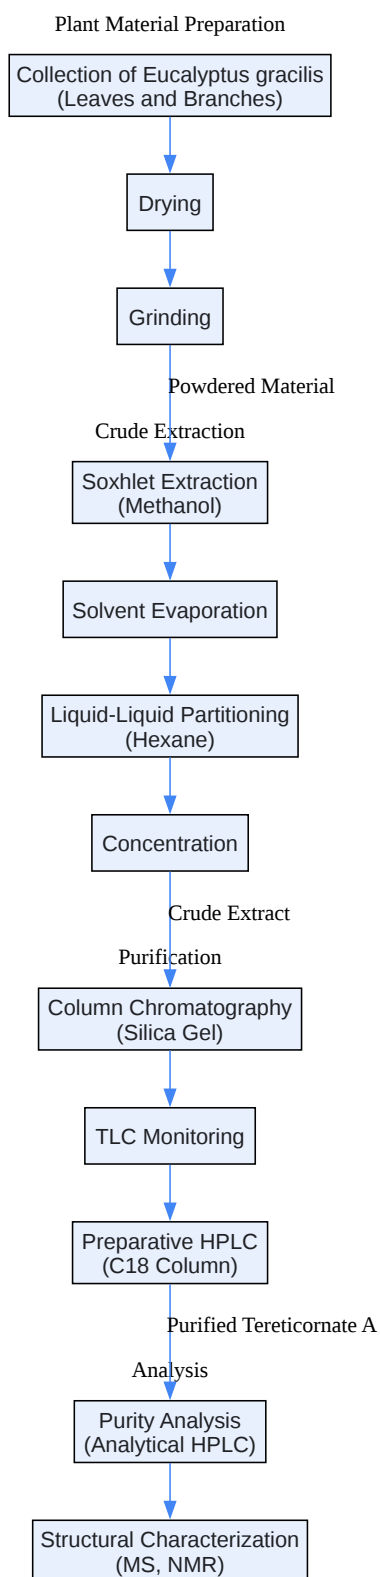 Plant Material Preparation
Collection of Eucalyptus gracilis
(Leaves and Branches)
Drying
Grinding
Powdered Material
Crude Extraction
Soxhlet Extraction
(Methanol)
Solvent Evaporation
Liquid-Liquid Partitioning
(Hexane)
Concentration
Crude Extract
Purification
Column Chromatography
(Silica Gel)
TLC Monitoring
Preparative HPLC
(C18 Column)
Purified Tereticornate A
Analysis
Purity Analysis
(Analytical HPLC)
Structural Characterization
(MS, NMR)